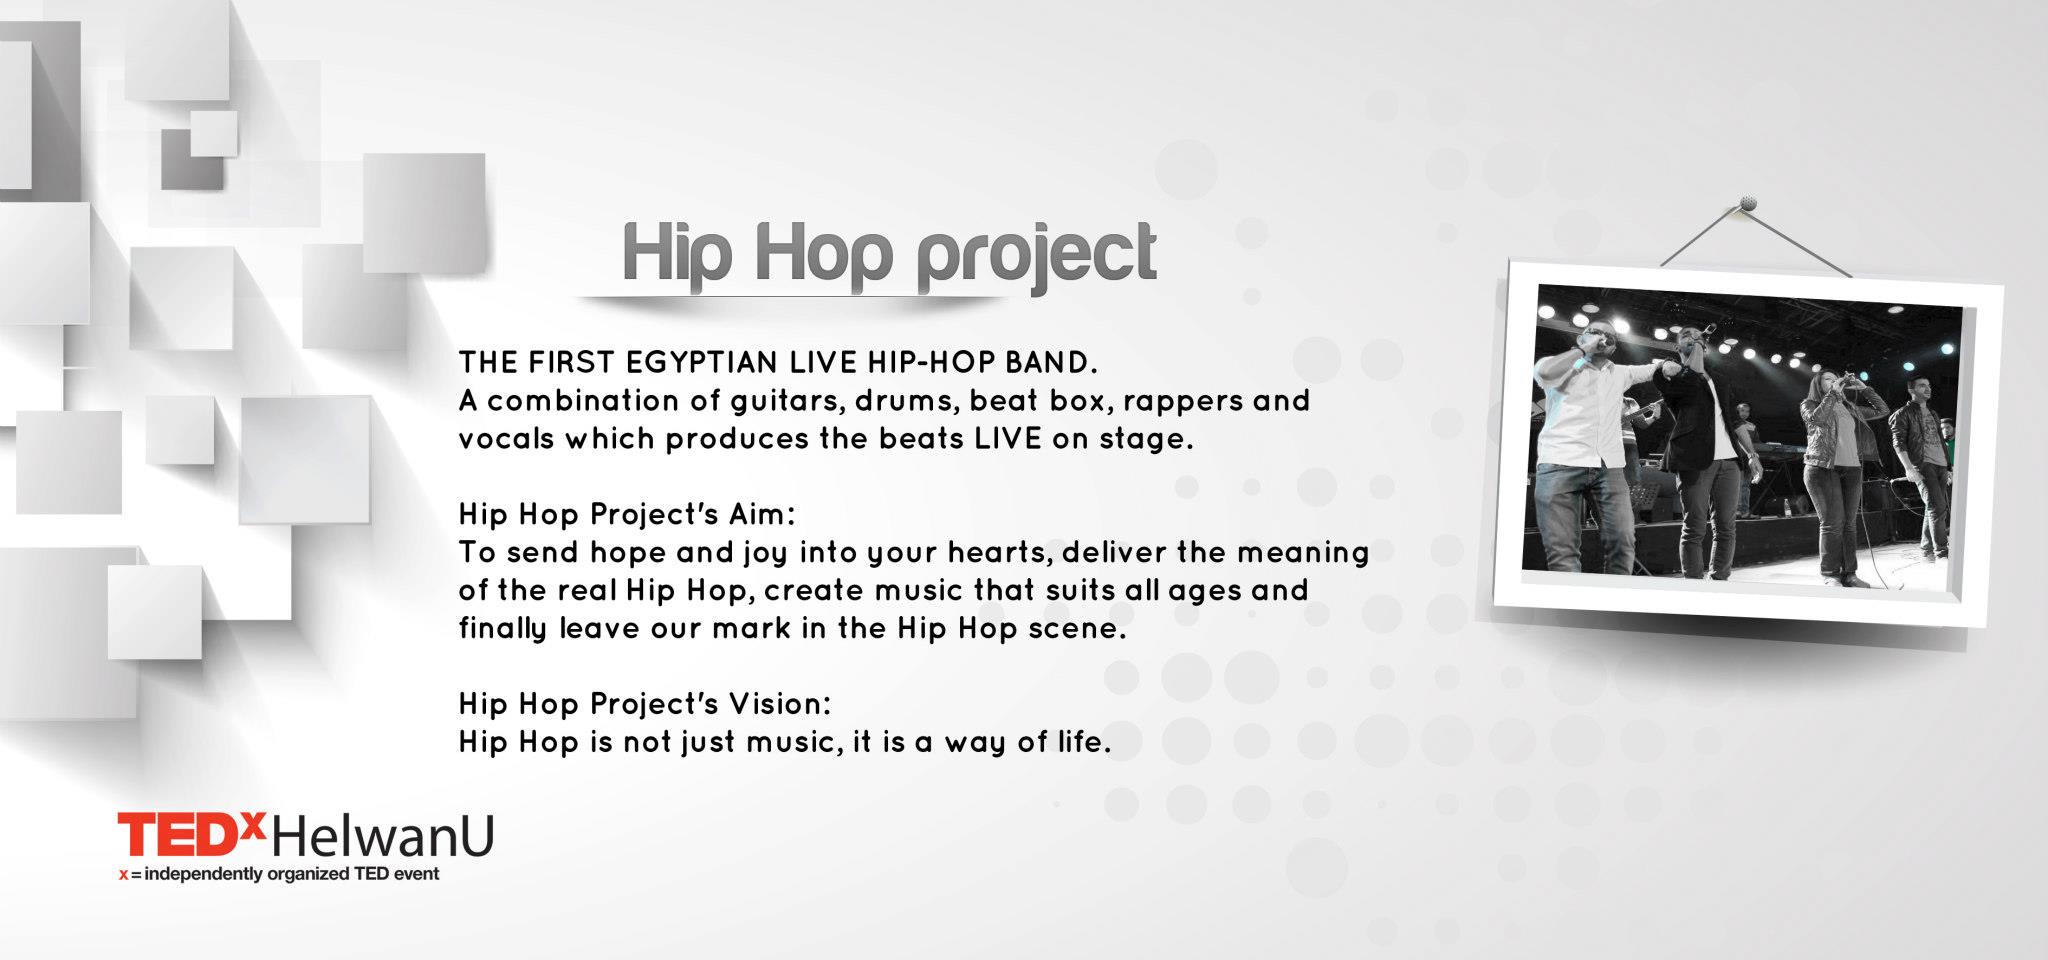 Hip Hop project
THE FIRST EGYPTIAN LIVE HIP-HOP BAND.
A combination of guitars, drums, beat box, rappers and
vocals which produces the beats LIVE on stage.
Hip Hop Project's Aim:
To send hope and joy into your hearts, deliver the meaning
of the real Hip Hop, create music that suits all ages and
finally leave our mark in the Hip Hop scene.
Hip Hop Project's Vision:
Hip Hop is not just music, it is a way of life.
TEDxHelwanU
x = independently organized TED event